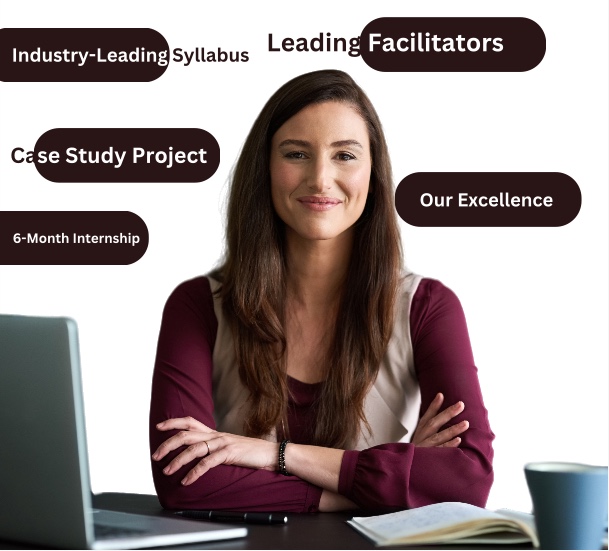 Industry-Leading Syllabus
Leading Facilitators
Case Study Project
Our Excellence
6-Month Internship